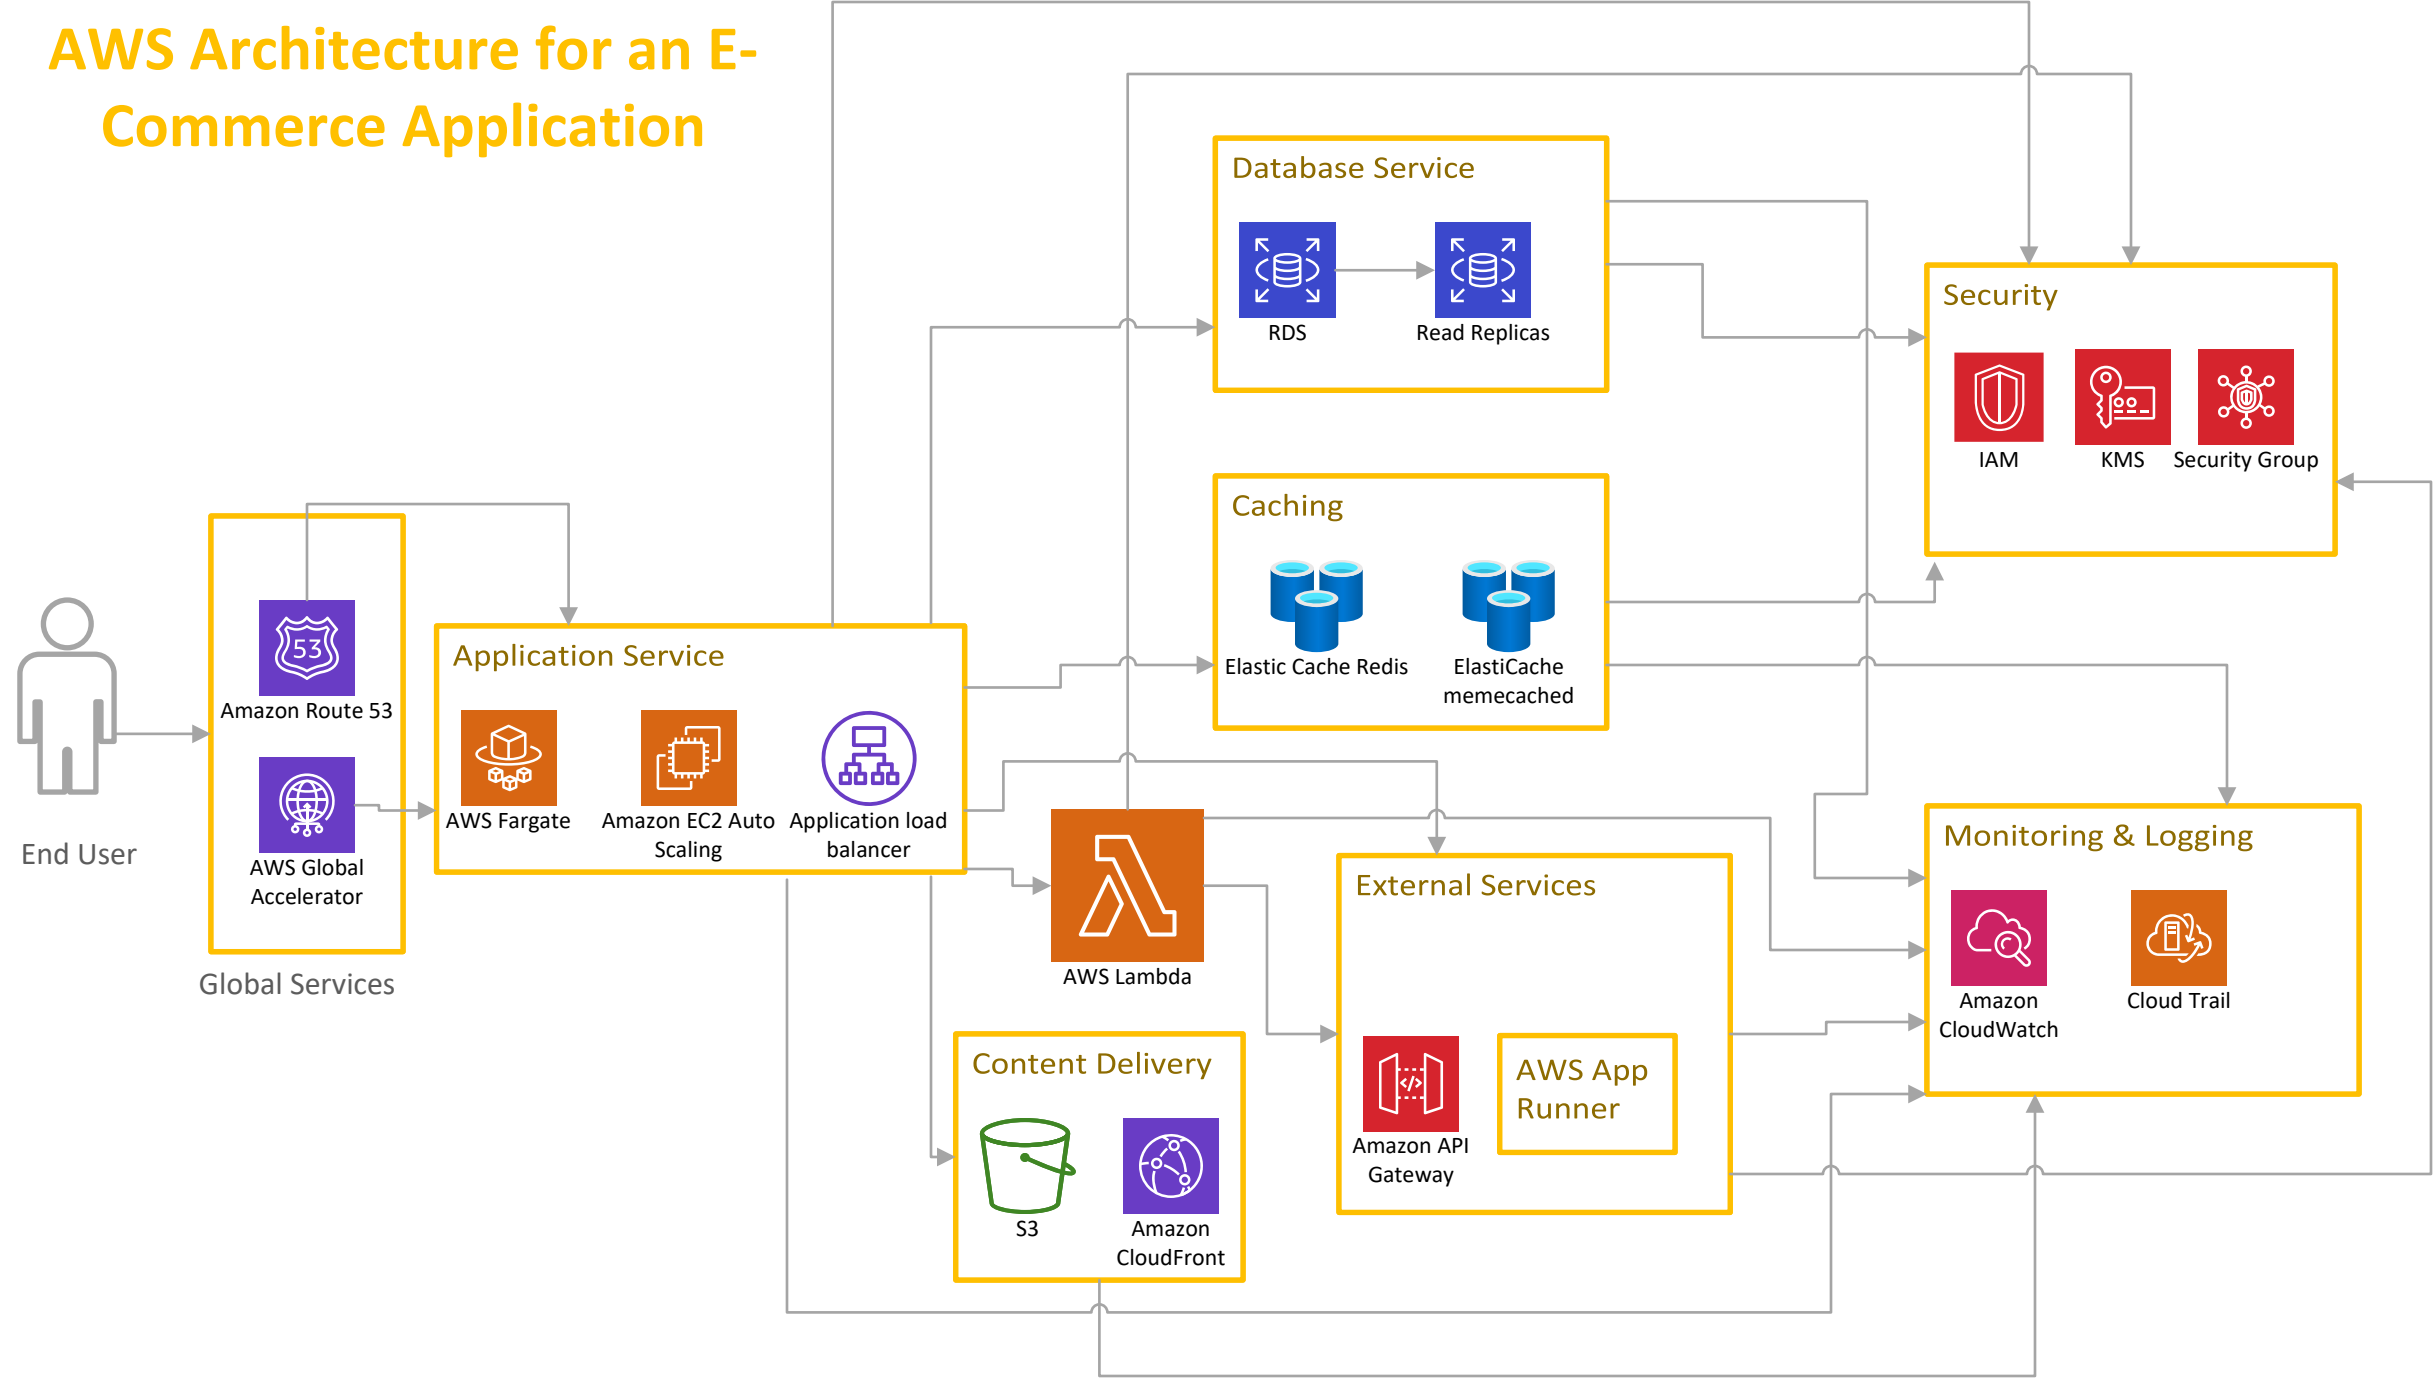 AWS Architecture for an E-
Commerce Application
Database Service
RDS
Read Replicas
Security
IAM
KMS
Security Group
Caching
Elastic Cache Redis
ElastiCache
memecached
53
Amazon Route 53
AWS Global
Accelerator
Global Services
End User
Application Service
AWS Fargate
Amazon EC2 Auto
Scaling
Application load
balancer
AWS Lambda
External Services
Amazon API
Gateway
AWS App
Runner
Monitoring & Logging
Amazon
CloudWatch
Cloud Trail
Content Delivery
S3
Amazon
CloudFront